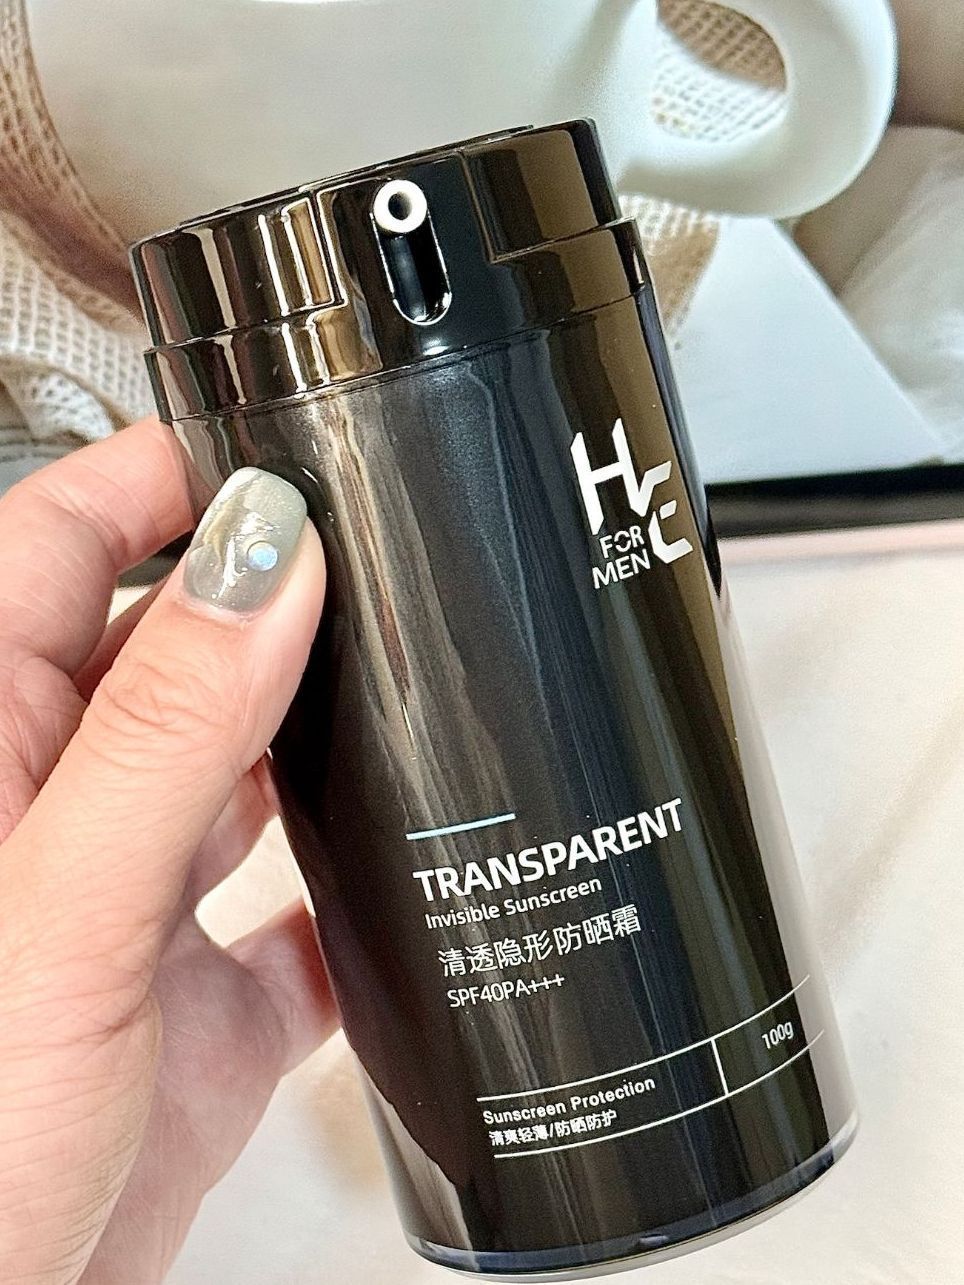 HE
FOR
MEN
TRANSPARENT
Invisible Sunscreen
清透隐形防晒霜
SPF40PA+++
100g
Sunscreen Protection
清爽轻薄/防晒防护